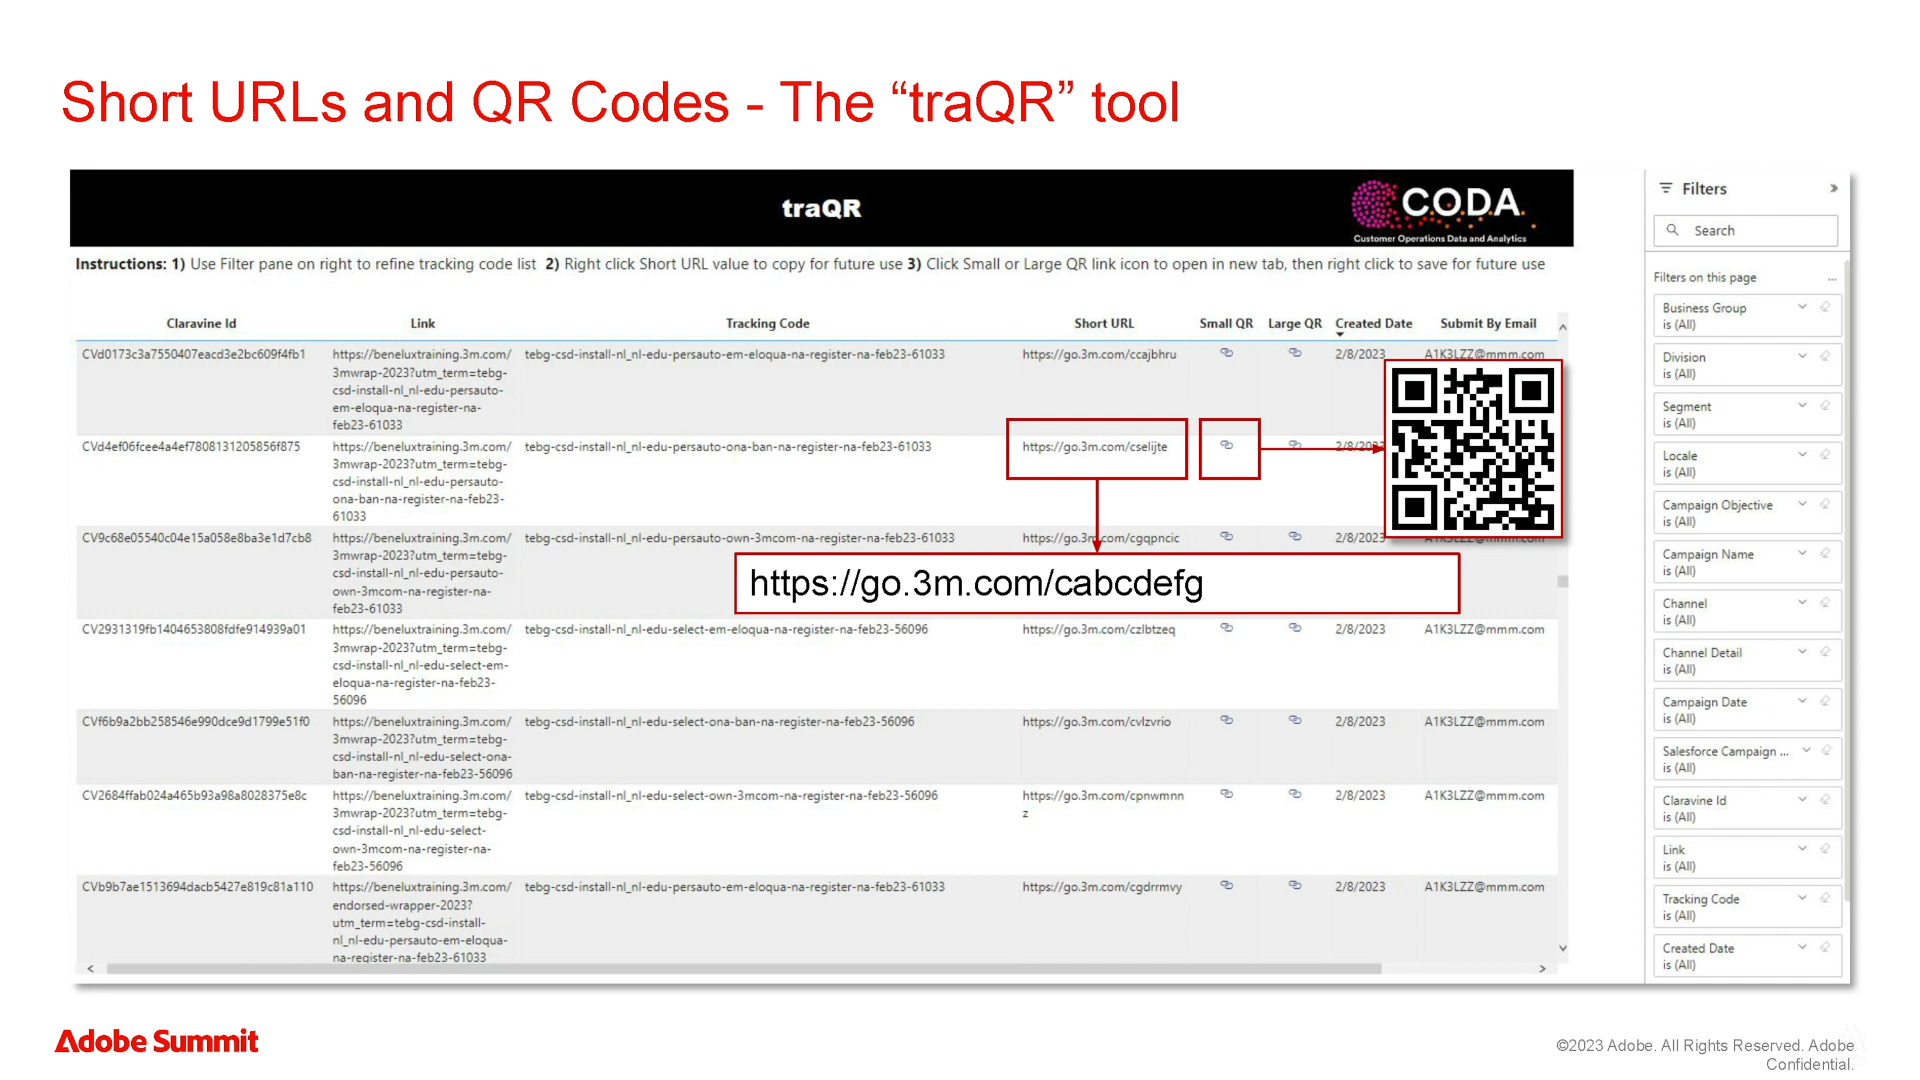 Short URLs and QR Codes - The “traQR” tool
traQR
C.O.D.A.
Customer Operations Data and Analytics
Instructions: 1) Use Filter pane on right to refine tracking code list 2) Right click Short URL value to copy for future use 3) Click Small or Large QR link icon to open in new tab, then right click to save for future use
Claravine Id Link Tracking Code Short URL Small QR Large QR Created Date Submit By Email
CVd0173c3a7550407eacd3e2bc609f4fb1 https://beneluxtraining.3m.com/ tebg-csd-install-nl_nl-edu-persauto-em-eloqua-na-register-na-feb23-61033 https://go.3m.com/ccajbhru 2/8/2023 A1K3LZZ@mmm.com
3mwrap-2023?utm_term=tebg-
csd-install-nl_nl-edu-persauto-
em-eloqua-na-register-na-
feb23-61033
CVd4ef06fcee4a4ef7808131205856f875 https://beneluxtraining.3m.com/ tebg-csd-install-nl_nl-edu-persauto-ona-ban-na-register-na-feb23-61033 https://go.3m.com/cselijte 2/8/2023
3mwrap-2023?utm_term=tebg-
csd-install-nl_nl-edu-persauto-
ona-ban-na-register-na-feb23-
61033
CV9c68e05540c04e15a058e8ba3e1d7cb8 https://beneluxtraining.3m.com/ tebg-csd-install-nl_nl-edu-persauto-own-3mcom-na-register-na-feb23-61033 https://go.3m.com/cgqpncic 2/8/2023 A1K3LZZ@mmm.com
3mwrap-2023?utm_term=tebg-
csd-install-nl_nl-edu-persauto-
own-3mcom-na-register-na-
feb23-61033
https://go.3m.com/cabcdefg
CV2931319fb1404653808fdfe914939a01 https://beneluxtraining.3m.com/ tebg-csd-install-nl_nl-edu-select-em-eloqua-na-register-na-feb23-56096 https://go.3m.com/czlbtzeq 2/8/2023 A1K3LZZ@mmm.com
3mwrap-2023?utm_term=tebg-
csd-install-nl_nl-edu-select-em-
eloqua-na-register-na-feb23-
56096
CVf6b9a2bb258546e990dce9d1799e51f0 https://beneluxtraining.3m.com/ tebg-csd-install-nl_nl-edu-select-ona-ban-na-register-na-feb23-56096 https://go.3m.com/cvlzvrio 2/8/2023 A1K3LZZ@mmm.com
3mwrap-2023?utm_term=tebg-
csd-install-nl_nl-edu-select-ona-
ban-na-register-na-feb23-56096
CV2684ffab024a465b93a98a8028375e8c https://beneluxtraining.3m.com/ tebg-csd-install-nl_nl-edu-select-own-3mcom-na-register-na-feb23-56096 https://go.3m.com/cpnwmnn 2/8/2023 A1K3LZZ@mmm.com
3mwrap-2023?utm_term=tebg- z
csd-install-nl_nl-edu-select-
own-3mcom-na-register-na-
feb23-56096
CVb9b7ae1513694dacb5427e819c81a110 https://beneluxtraining.3m.com/ tebg-csd-install-nl_nl-edu-persauto-em-eloqua-na-register-na-feb23-61033 https://go.3m.com/cgdrrmvy 2/8/2023 A1K3LZZ@mmm.com
endorsed-wrapper-2023?
utm_term=tebg-csd-install-
nl_nl-edu-persauto-em-eloqua-
na-register-na-feb23-61033
Filters
Search
Filters on this page ...
Business Group
is (All)
Division
is (All)
Segment
is (All)
Locale
is (All)
Campaign Objective
is (All)
Campaign Name
is (All)
Channel
is (All)
Channel Detail
is (All)
Campaign Date
is (All)
Salesforce Campaign ...
is (All)
Claravine Id
is (All)
Link
is (All)
Tracking Code
is (All)
Created Date
is (All)
Adobe Summit
©2023 Adobe. All Rights Reserved. Adobe
Confidential.